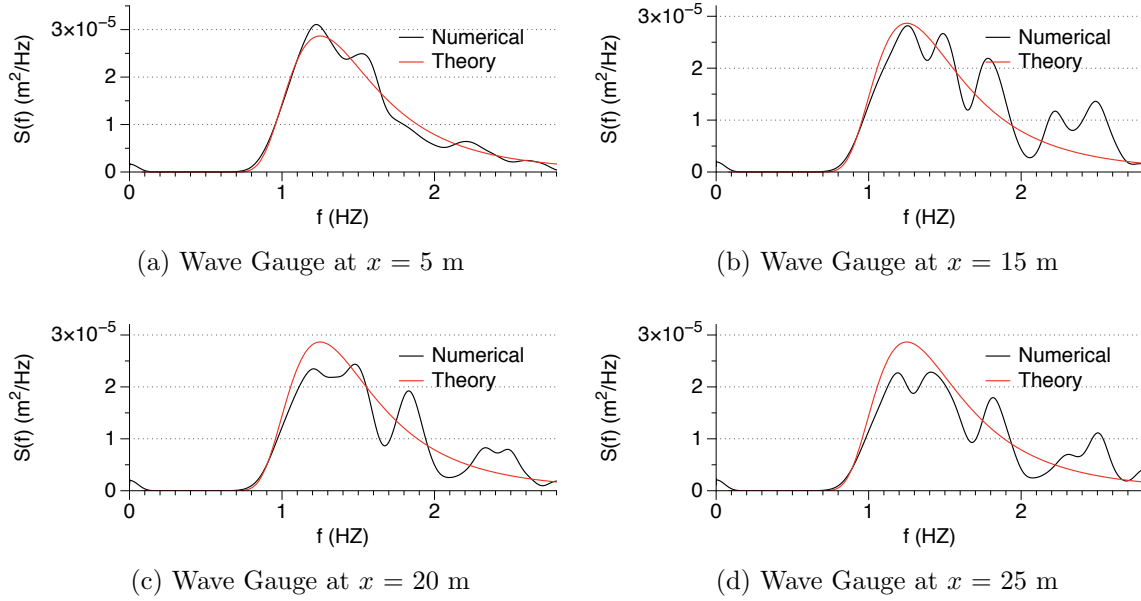 3×10⁻⁵
2
1
0
S(f) (m²/Hz)
Numerical
Theory
0 1 2
f (HZ)
(a) Wave Gauge at x = 5 m
3×10⁻⁵
2
1
0
S(f) (m²/Hz)
Numerical
Theory
0 1 2
f (HZ)
(b) Wave Gauge at x = 15 m
3×10⁻⁵
2
1
0
S(f) (m²/Hz)
Numerical
Theory
0 1 2
f (HZ)
(c) Wave Gauge at x = 20 m
3×10⁻⁵
2
1
0
S(f) (m²/Hz)
Numerical
Theory
0 1 2
f (HZ)
(d) Wave Gauge at x = 25 m